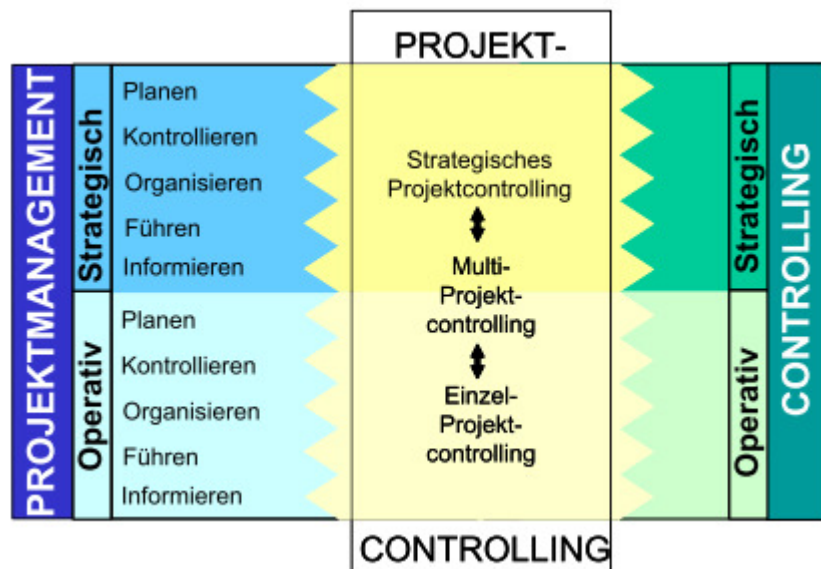 PROJEKT-
PROJEKTMANAGEMENT
Strategisch
Planen
Kontrollieren
Organisieren
Führen
Informieren
Operativ
Planen
Kontrollieren
Organisieren
Führen
Informieren
Strategisches
Projektcontrolling
Multi-
Projekt-
controlling
Einzel-
Projekt-
controlling
Strategisch
Operativ
CONTROLLING
CONTROLLING